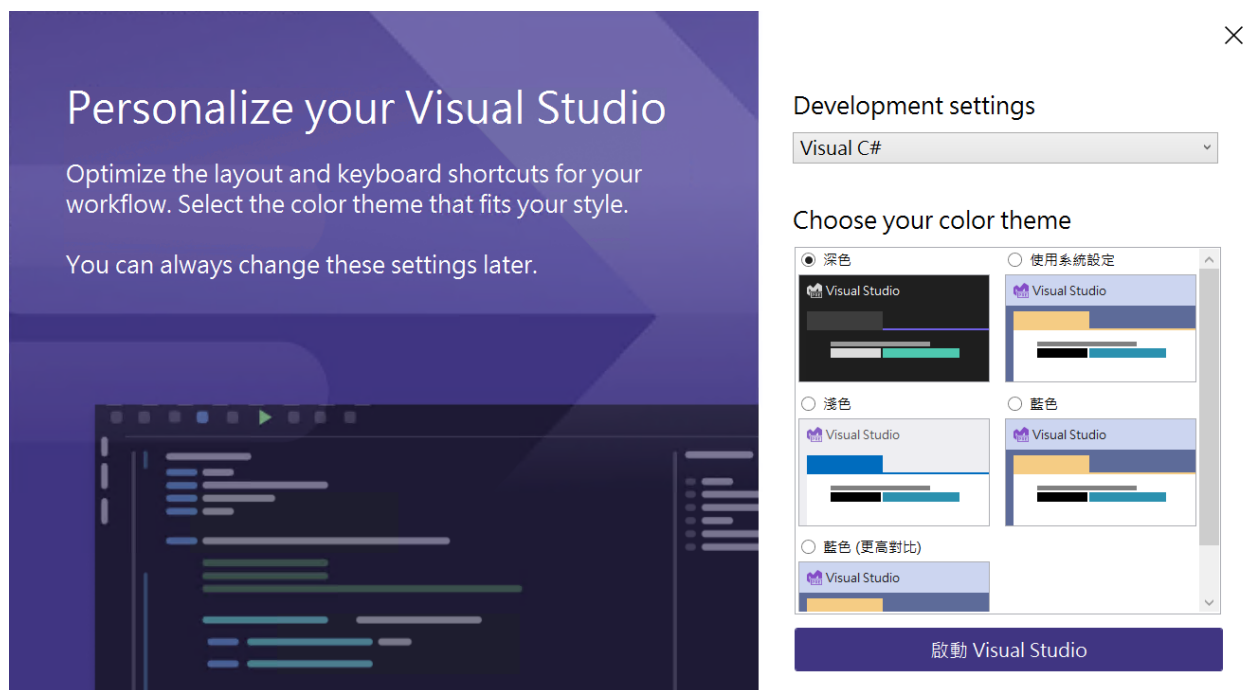 Personalize your Visual Studio
Optimize the layout and keyboard shortcuts for your
workflow. Select the color theme that fits your style.
You can always change these settings later.
Development settings
Visual C#
Choose your color theme
深色
使用系統設定
Visual Studio
Visual Studio
淺色
藍色
Visual Studio
Visual Studio
藍色 (更高對比)
Visual Studio
啟動 Visual Studio